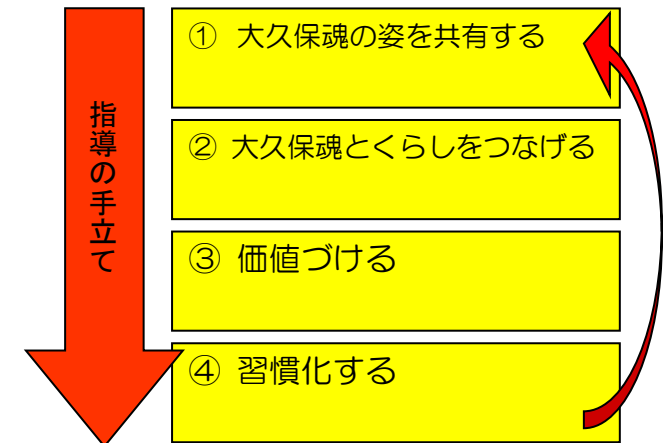 指導の手立て
① 大久保魂の姿を共有する
② 大久保魂とくらしをつなげる
③ 価値づける
④ 習慣化する